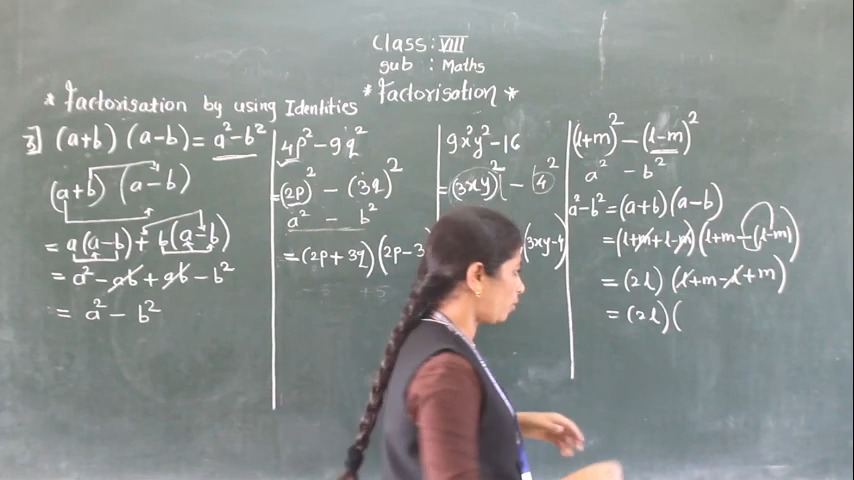 Class: VIII
Sub : Maths
* Factorisation *
* Factorisation by using Identities
3] (a+b) (a-b) = a²-b²
(a+b) (a-b)
= a(a-b) + b(a-b)
= a² - ab + ab - b²
= a² - b²
4p² - 9q²
= (2p)² - (3q)²
a² - b²
= (2p + 3q) (2p - 3
9x²y² - 16
= (3xy)² - 4²
(3xy-4)
(l+m)² - (l-m)²
a² - b²
a²-b² = (a+b) (a-b)
= (l+m+l-m) (l+m-(l-m))
= (2l) (l+m-l+m)
= (2l) (